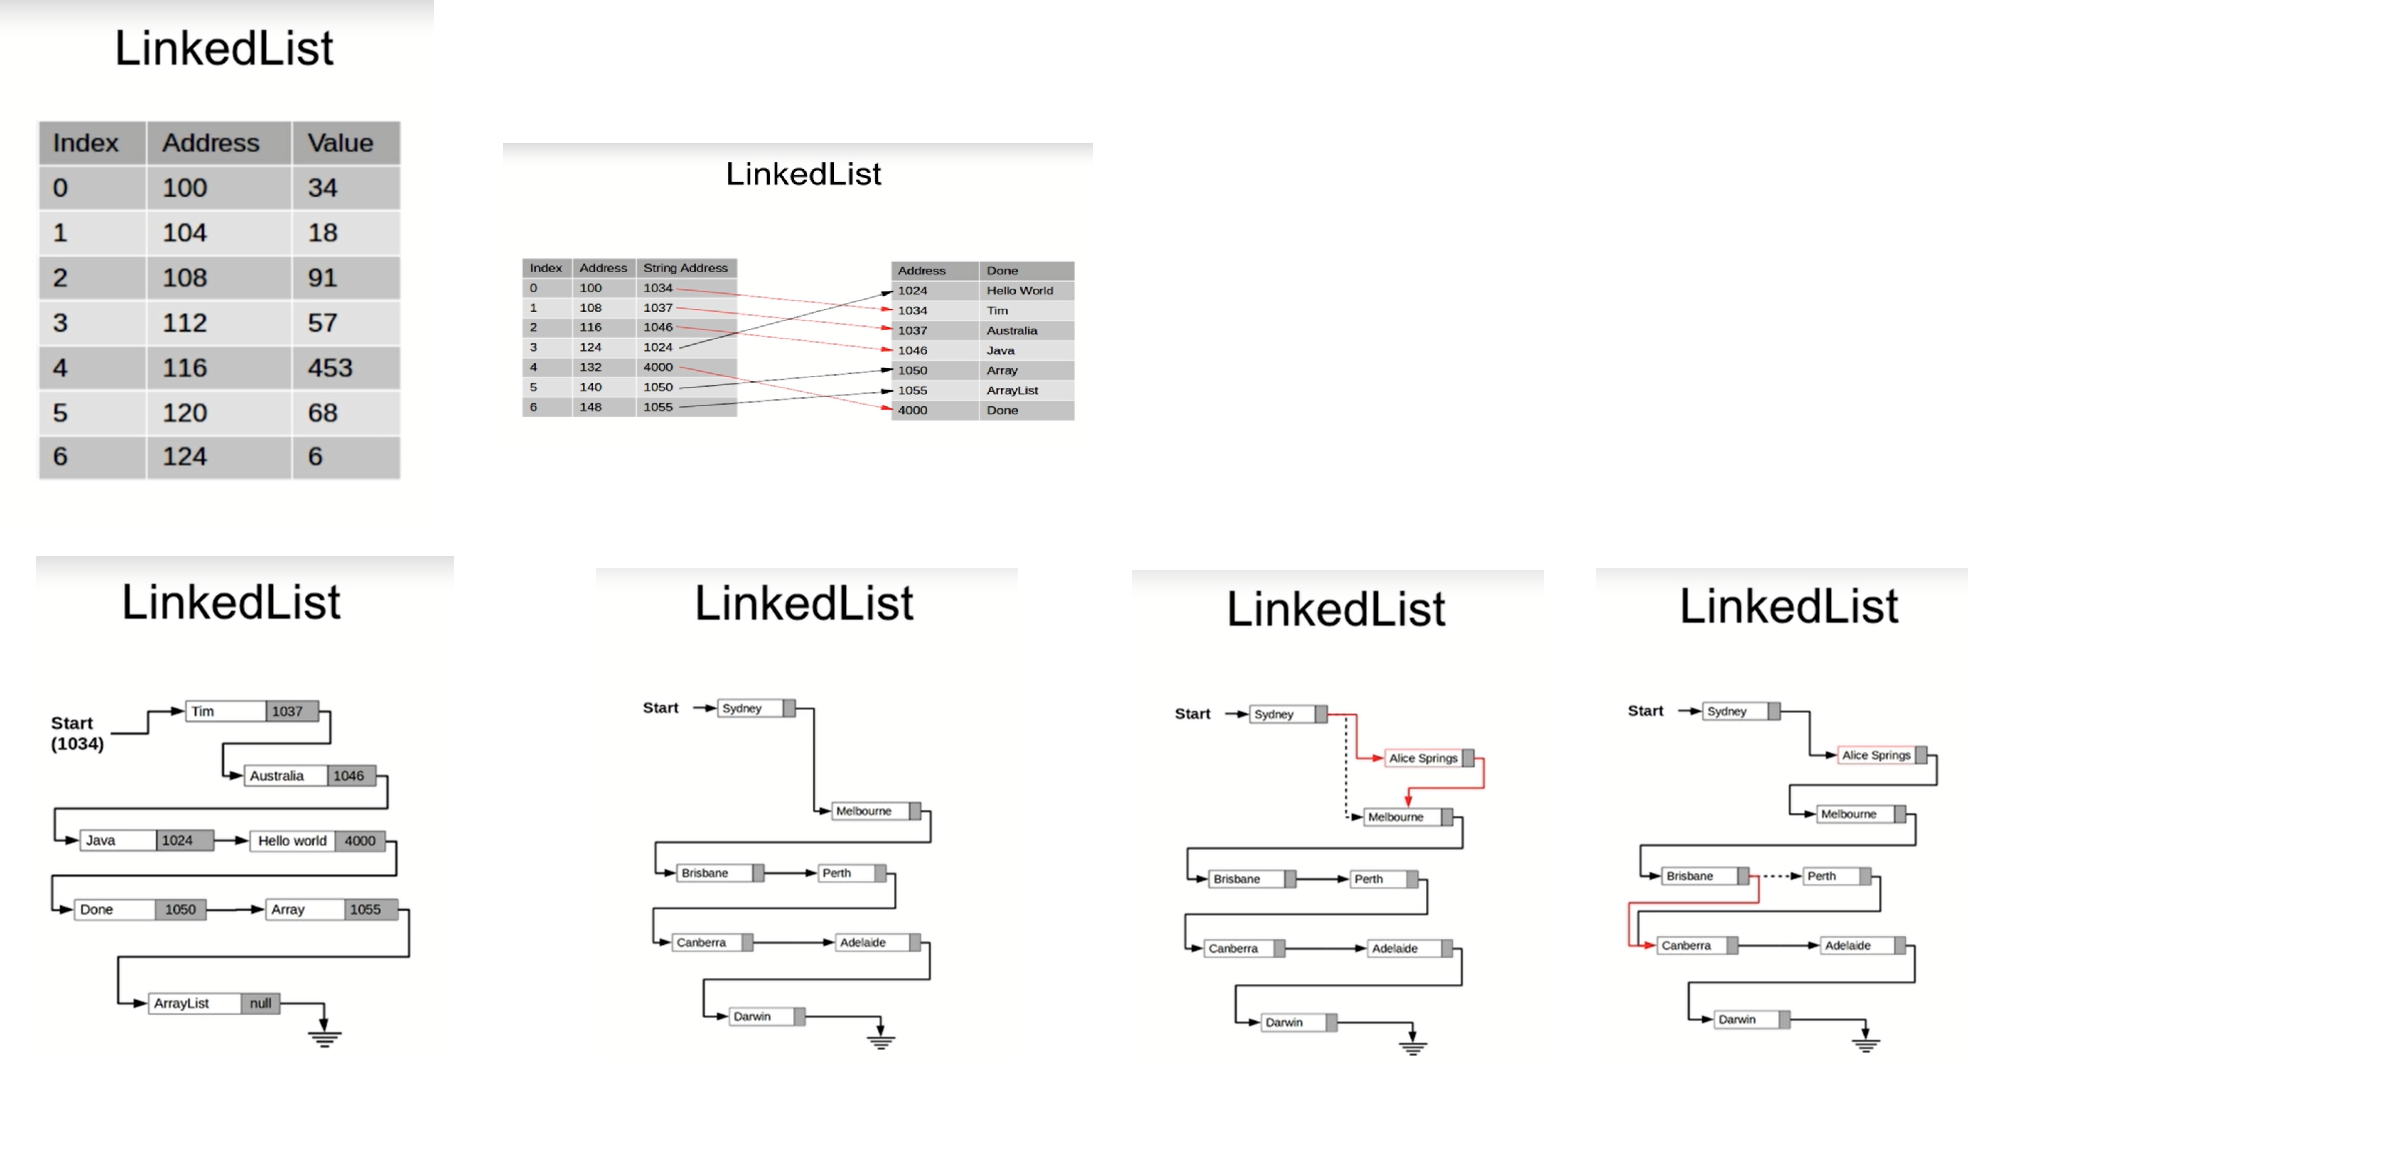 LinkedList
Index Address Value
0 100 34
1 104 18
2 108 91
3 112 57
4 116 453
5 120 68
6 124 6
LinkedList
Index Address String Address
0 100 1034
1 108 1037
2 116 1046
3 124 1024
4 132 4000
5 140 1050
6 148 1055
Address Done
1024 Hello World
1034 Tim
1037 Australia
1046 Java
1050 Array
1055 ArrayList
4000 Done
LinkedList
Start
(1034)
Tim 1037
Australia 1046
Java 1024 Hello world 4000
Done 1050 Array 1055
ArrayList null
LinkedList
Start Sydney
Melbourne
Brisbane Perth
Canberra Adelaide
Darwin
LinkedList
Start Sydney
Alice Springs
Melbourne
Brisbane Perth
Canberra Adelaide
Darwin
LinkedList
Start Sydney
Alice Springs
Melbourne
Brisbane Perth
Canberra Adelaide
Darwin